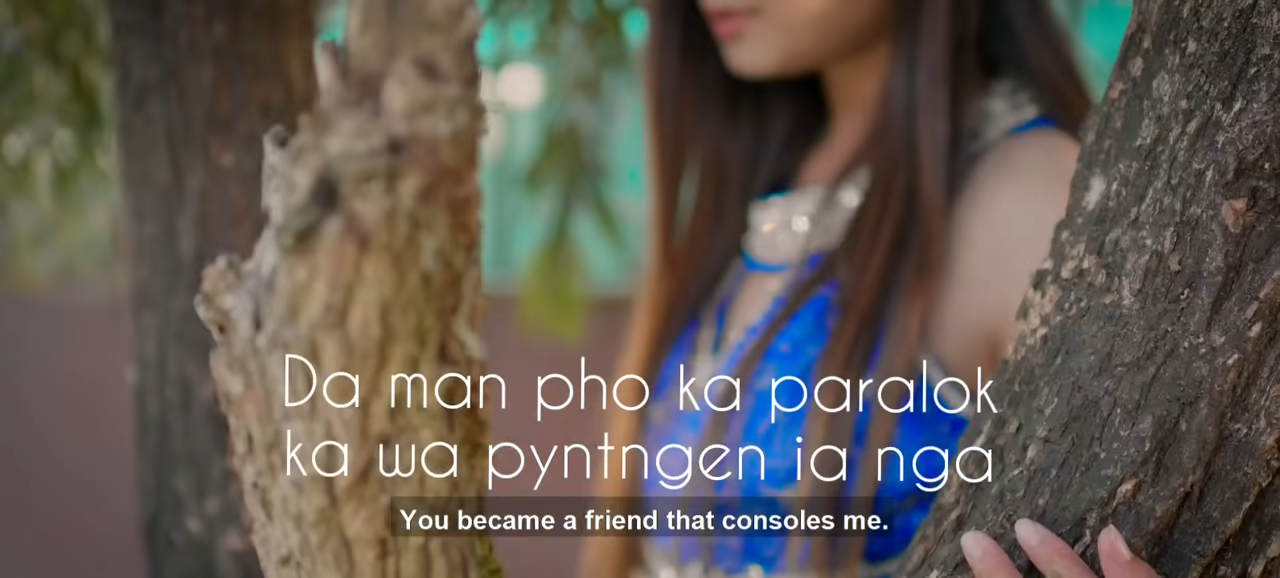 Da man pho ka paralok
ka wa pyntngen ia nga
You became a friend that consoles me.